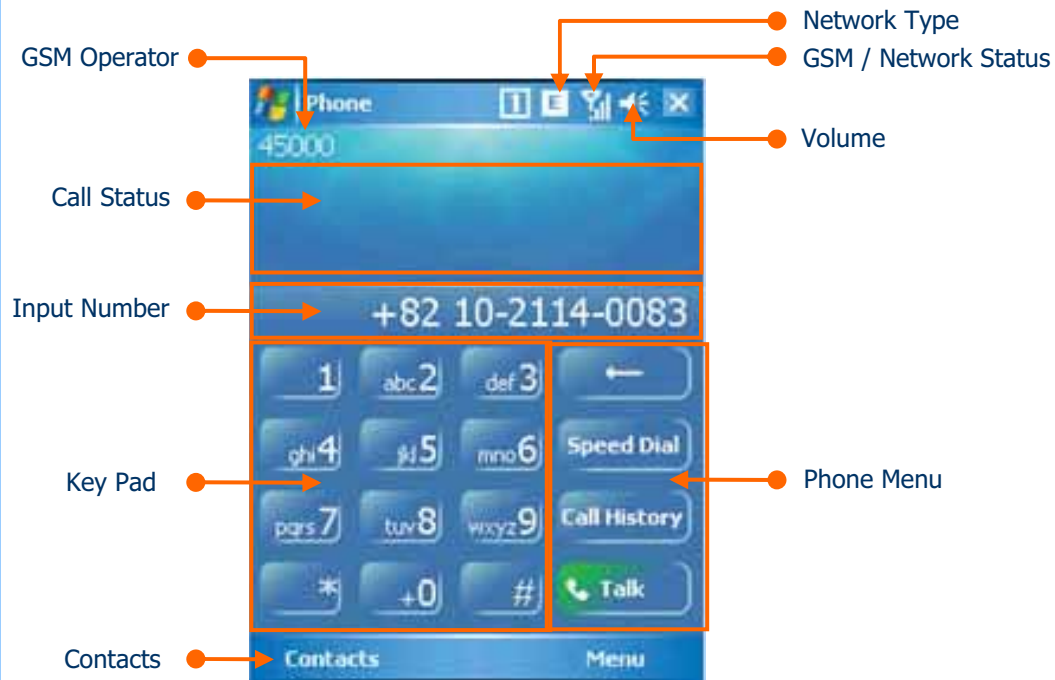 Network Type
GSM Operator
GSM / Network Status
Phone 1 E
Volume
45000
Call Status
Input Number
+82 10-2114-0083
1 abc2 def3
ghi4 jkl5 mno6 Speed Dial
Key Pad
Phone Menu
pqrs7 tuv8 wxyz9 Call History
* +0 # Talk
Contacts
Contacts Menu